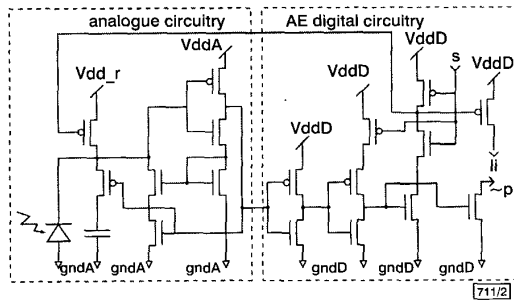 analogue circuitry
AE digital circuitry
VddA
VddD
s
Vdd_r
VddD
VddD
VddD
li
~p
gndA gndA gndA gndA gndD gndD gndD
711/2